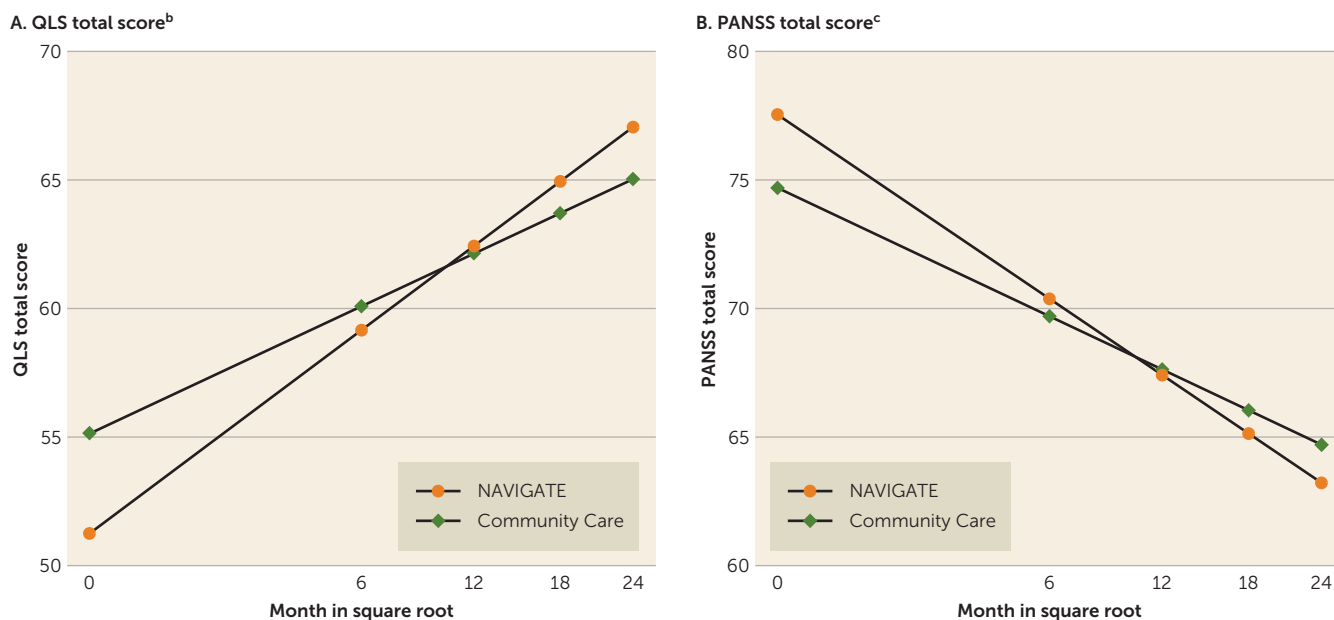 A. QLS total scoreᵇ
70
65
60
55
50
QLS total score
NAVIGATE
Community Care
0 6 12 18 24
Month in square root
B. PANSS total scoreᶜ
80
75
70
65
60
PANSS total score
NAVIGATE
Community Care
0 6 12 18 24
Month in square root